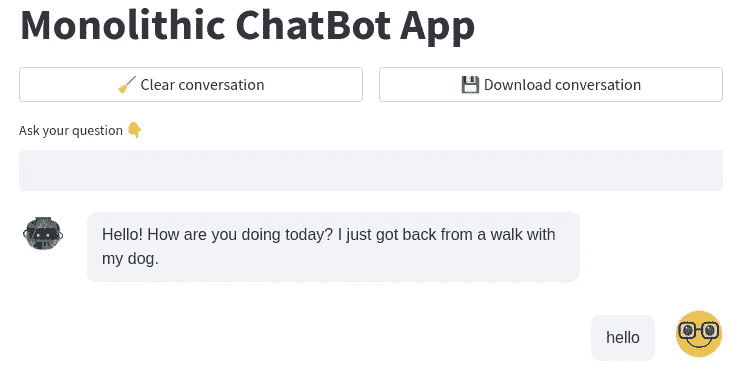 Monolithic ChatBot App
🧹 Clear conversation
💾 Download conversation
Ask your question 👇
Hello! How are you doing today? I just got back from a walk with
my dog.
hello